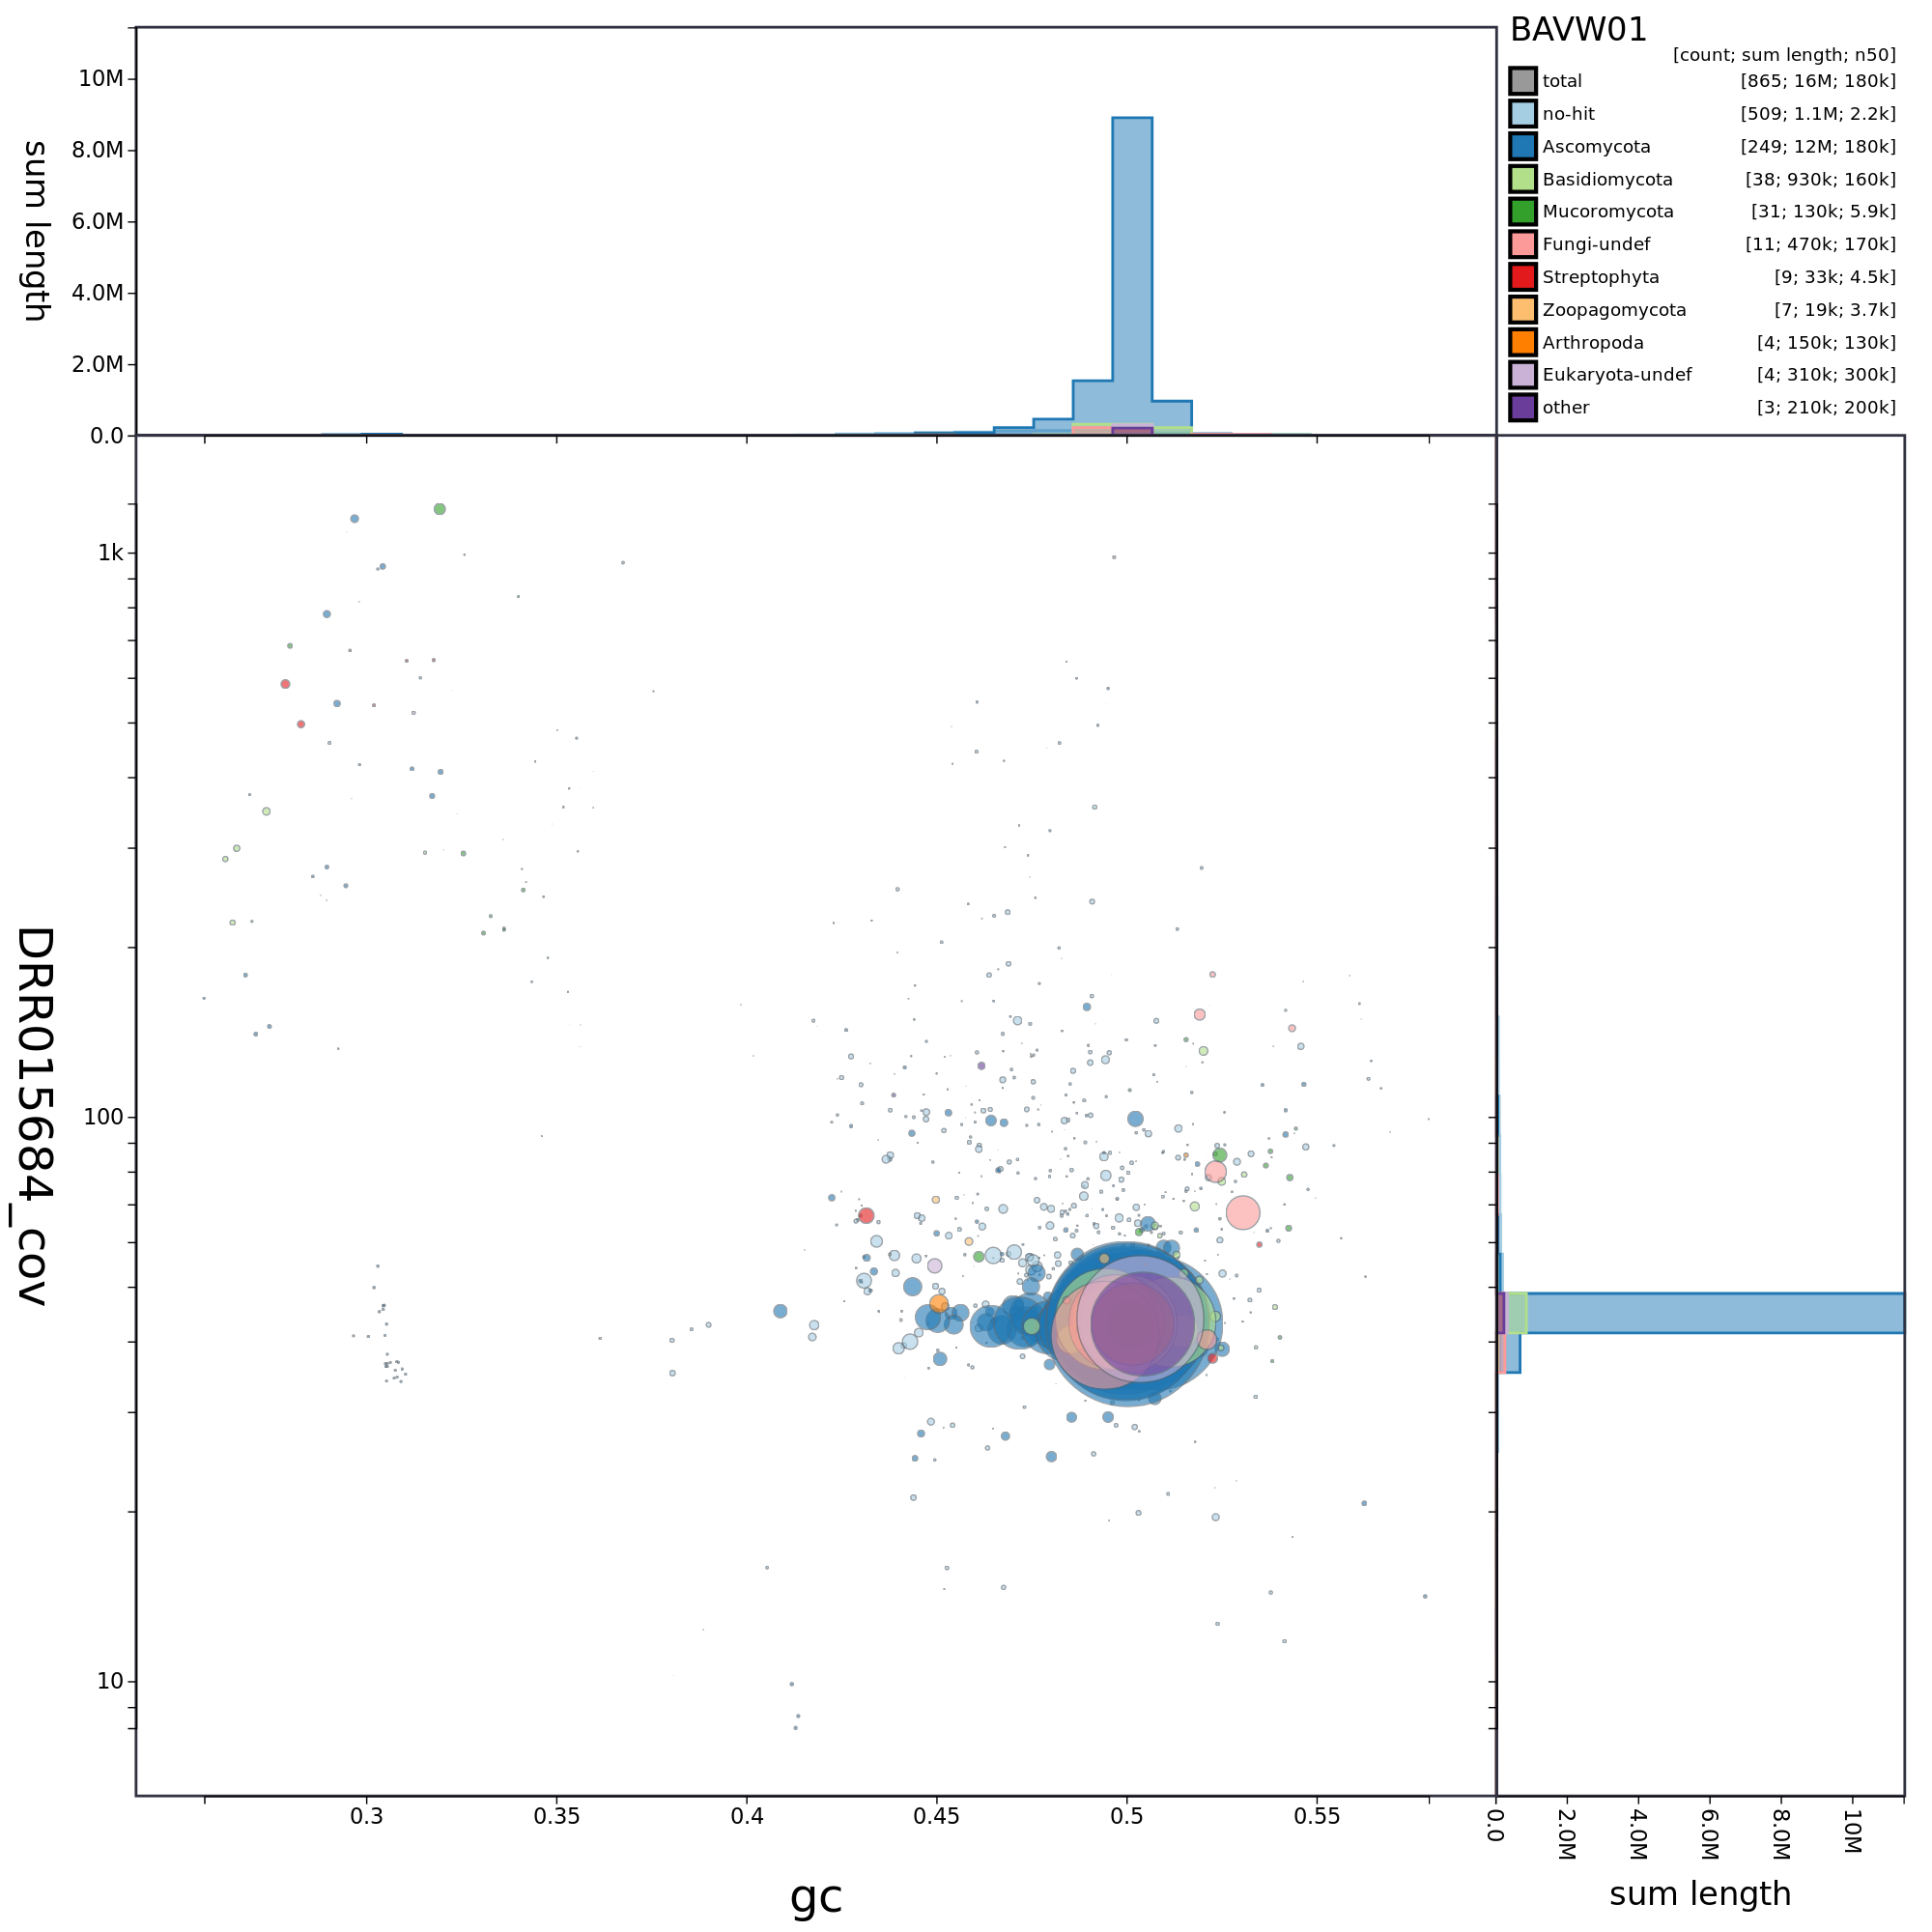 BAVW01
[count; sum length; n50]
total [865; 16M; 180k]
no-hit [509; 1.1M; 2.2k]
Ascomycota [249; 12M; 180k]
Basidiomycota [38; 930k; 160k]
Mucoromycota [31; 130k; 5.9k]
Fungi-undef [11; 470k; 170k]
Streptophyta [9; 33k; 4.5k]
Zoopagomycota [7; 19k; 3.7k]
Arthropoda [4; 150k; 130k]
Eukaryota-undef [4; 310k; 300k]
other [3; 210k; 200k]
sum length
10M
8.0M
6.0M
4.0M
2.0M
0.0
DRR015684_cov
1k
100
10
0.3 0.35 0.4 0.45 0.5 0.55
gc
0.0 2.0M 4.0M 6.0M 8.0M 10M
sum length